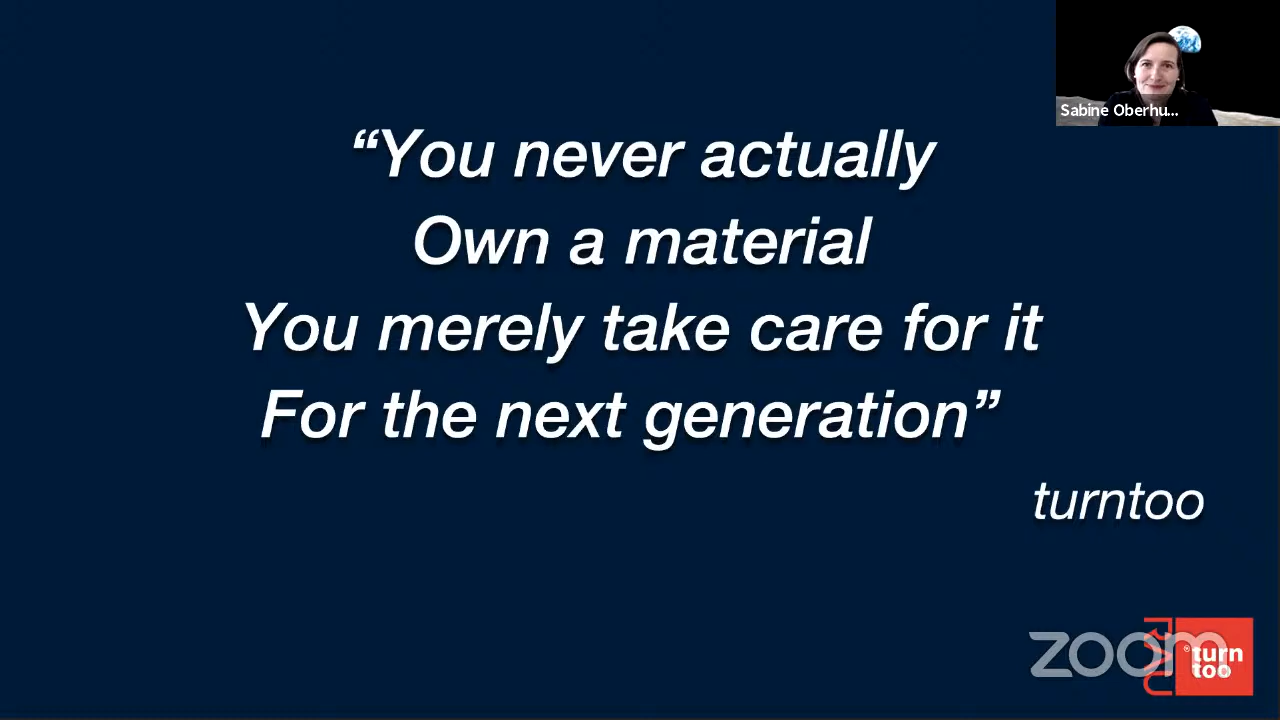 Sabine Oberhu...
“You never actually
Own a material
You merely take care for it
For the next generation”
turntoo
zoom
RAU
©turn
too